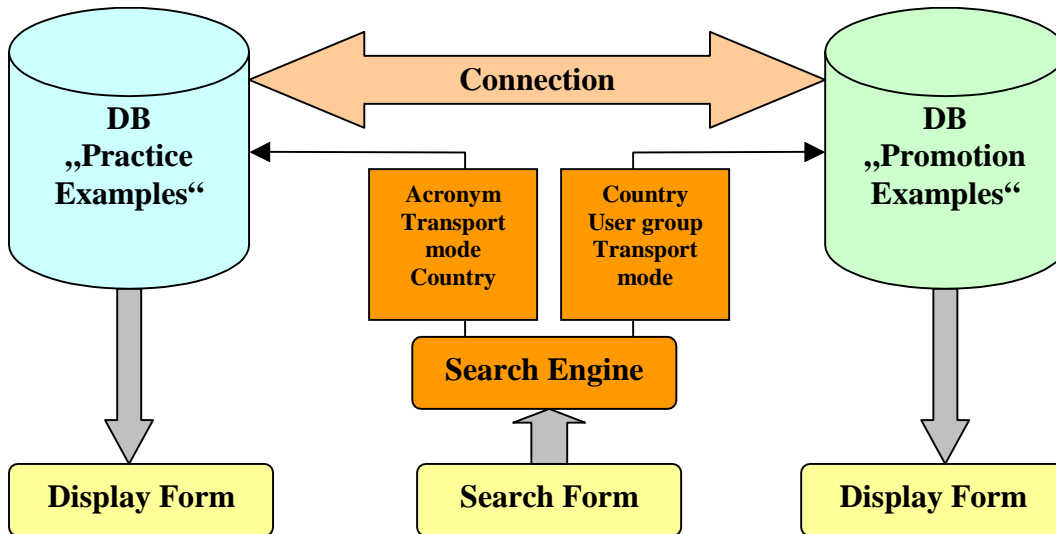 Connection
DB
„Practice
Examples“
DB
„Promotion
Examples“
Acronym
Transport
mode
Country
Country
User group
Transport
mode
Search Engine
Display Form
Search Form
Display Form